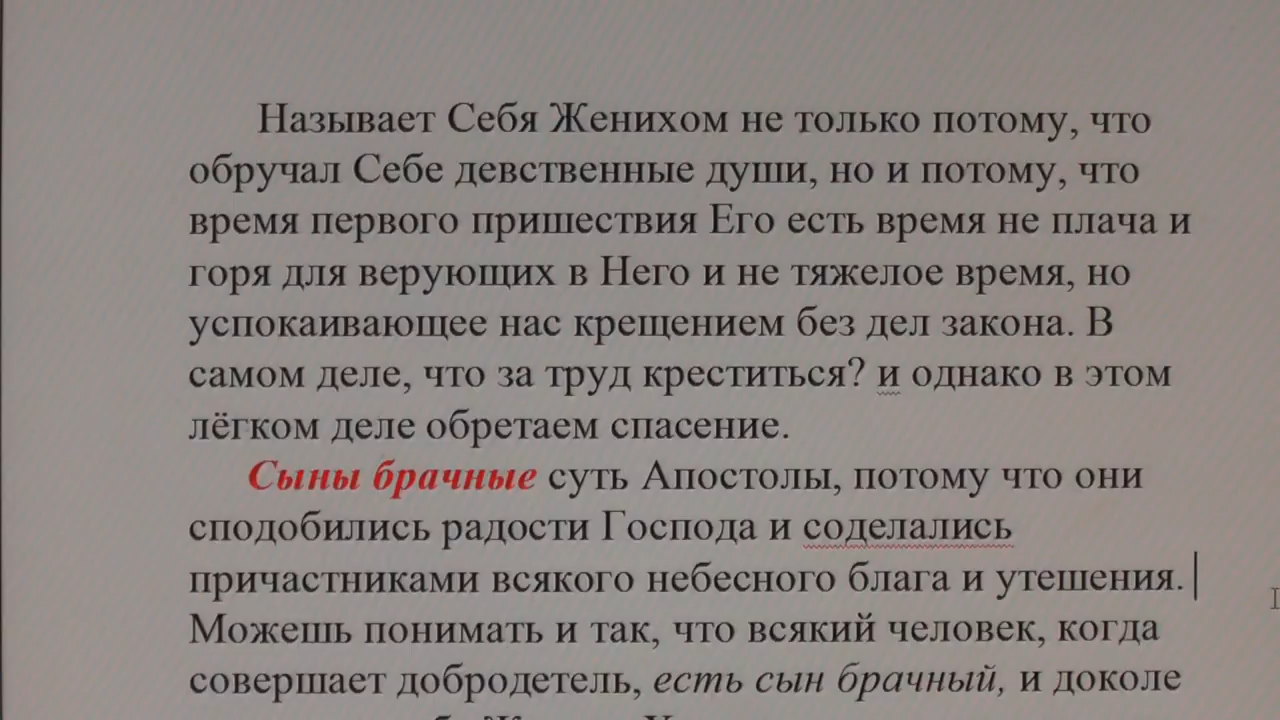 Называет Себя Женихом не только потому, что
обручал Себе девственные души, но и потому, что
время первого пришествия Его есть время не плача и
горя для верующих в Него и не тяжелое время, но
успокаивающее нас крещением без дел закона. В
самом деле, что за труд креститься? и однако в этом
лёгком деле обретаем спасение.
Сыны брачные суть Апостолы, потому что они
сподобились радости Господа и соделались
причастниками всякого небесного блага и утешения.
Можешь понимать и так, что всякий человек, когда
совершает добродетель, есть сын брачный, и доколе